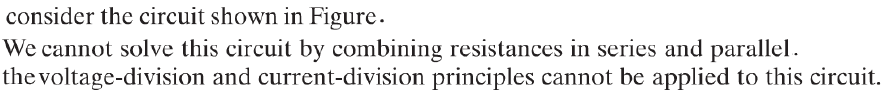 consider the circuit shown in Figure.
We cannot solve this circuit by combining resistances in series and parallel.
the voltage-division and current-division principles cannot be applied to this circuit.